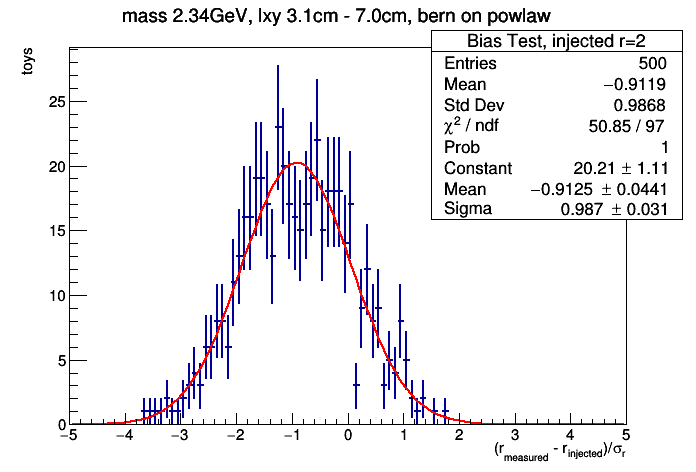 mass 2.34GeV, lxy 3.1cm - 7.0cm, bern on powlaw
Bias Test, injected r=2
Entries 500
Mean −0.9119
Std Dev 0.9868
χ² / ndf 50.85 / 97
Prob 1
Constant 20.21 ± 1.11
Mean −0.9125 ± 0.0441
Sigma 0.987 ± 0.031
toys
25
20
15
10
5
0
−5 −4 −3 −2 −1 0 1 2 3 4 5
(r_measured - r_injected)/σ_r